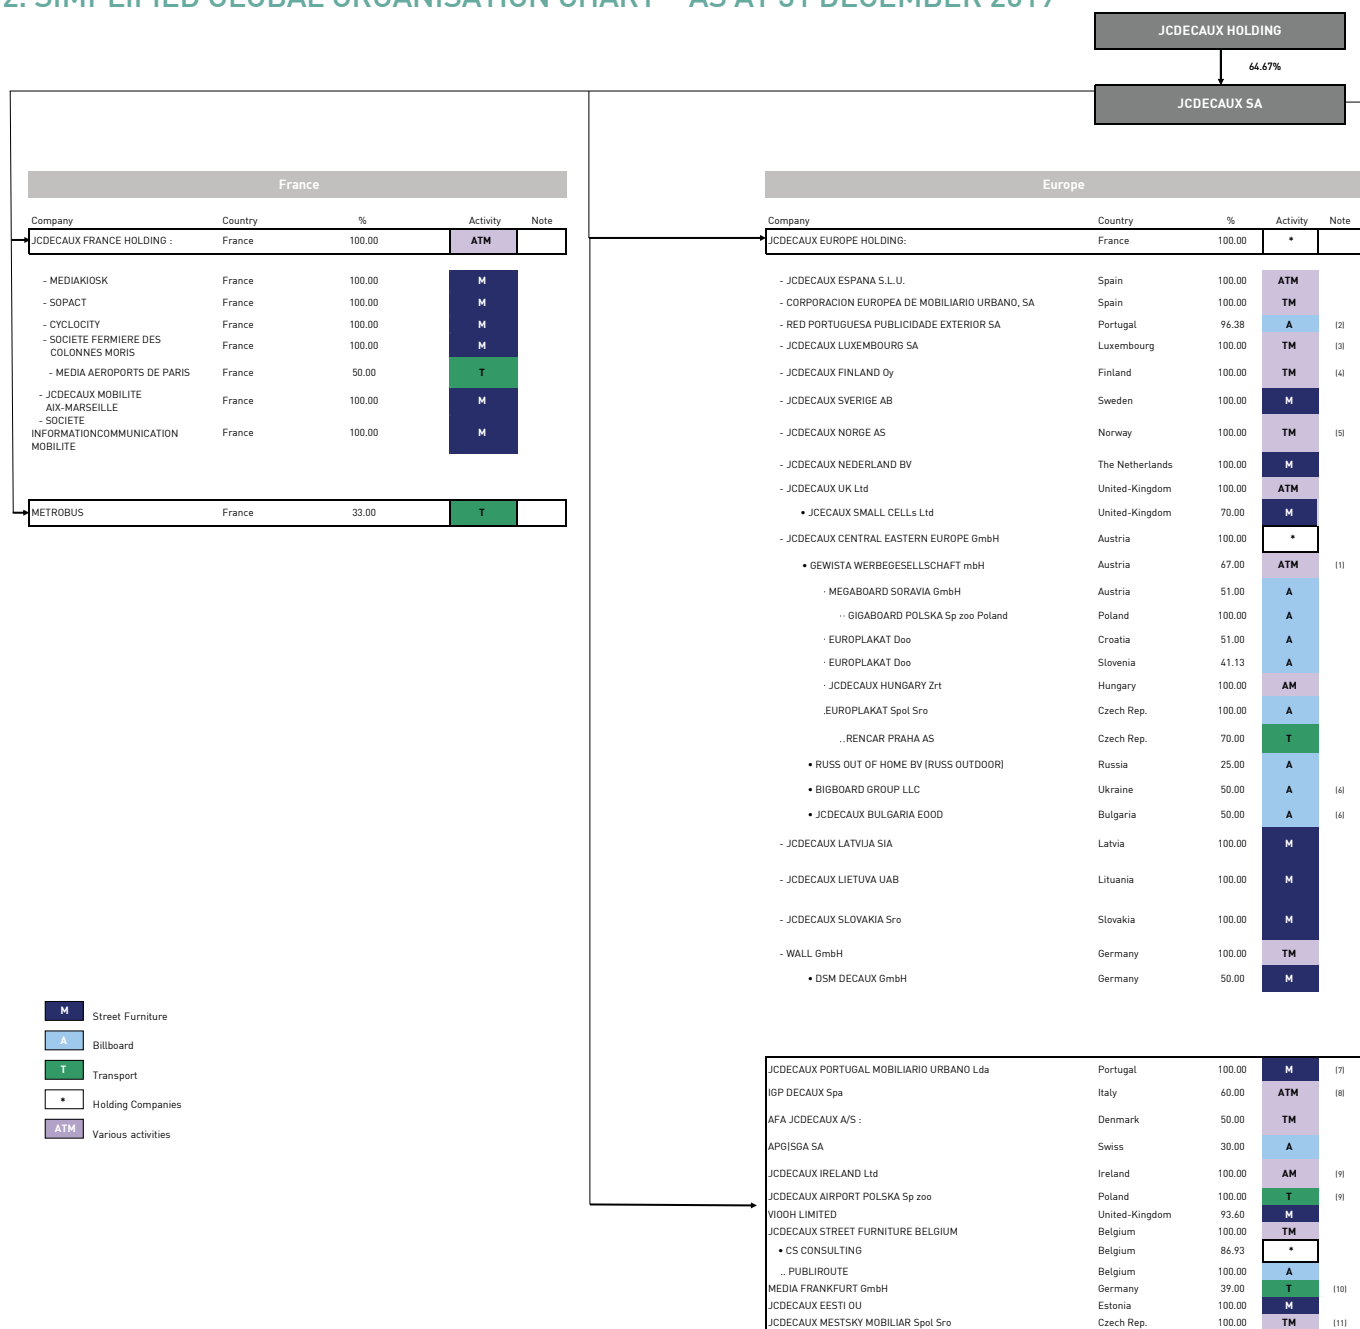 2. SIMPLIFIED GLOBAL ORGANISATION CHART - AS AT 31 DECEMBER 2019
JCDECAUX HOLDING
64.67%
JCDECAUX SA
France
Company Country % Activity Note
JCDECAUX FRANCE HOLDING : France 100.00 ATM
- MEDIAKIOSK France 100.00 M
- SOPACT France 100.00 M
- CYCLOCITY France 100.00 M
- SOCIETE FERMIERE DES
COLONNES MORIS France 100.00 M
- MEDIA AEROPORTS DE PARIS France 50.00 T
- JCDECAUX MOBILITE
AIX-MARSEILLE France 100.00 M
- SOCIETE
INFORMATIONCOMMUNICATION France 100.00 M
MOBILITE
METROBUS France 33.00 T
M Street Furniture
A Billboard
T Transport
* Holding Companies
ATM Various activities
Europe
Company Country % Activity Note
JCDECAUX EUROPE HOLDING: France 100.00 *
- JCDECAUX ESPANA S.L.U. Spain 100.00 ATM
- CORPORACION EUROPEA DE MOBILIARIO URBANO, SA Spain 100.00 TM
- RED PORTUGUESA PUBLICIDADE EXTERIOR SA Portugal 96.38 A (2)
- JCDECAUX LUXEMBOURG SA Luxembourg 100.00 TM (3)
- JCDECAUX FINLAND Oy Finland 100.00 TM (4)
- JCDECAUX SVERIGE AB Sweden 100.00 M
- JCDECAUX NORGE AS Norway 100.00 TM (5)
- JCDECAUX NEDERLAND BV The Netherlands 100.00 M
- JCDECAUX UK Ltd United-Kingdom 100.00 ATM
• JCECAUX SMALL CELLs Ltd United-Kingdom 70.00 M
- JCDECAUX CENTRAL EASTERN EUROPE GmbH Austria 100.00 *
• GEWISTA WERBEGESELLSCHAFT mbH Austria 67.00 ATM (1)
· MEGABOARD SORAVIA GmbH Austria 51.00 A
·· GIGABOARD POLSKA Sp zoo Poland Poland 100.00 A
· EUROPLAKAT Doo Croatia 51.00 A
· EUROPLAKAT Doo Slovenia 41.13 A
· JCDECAUX HUNGARY Zrt Hungary 100.00 AM
.EUROPLAKAT Spol Sro Czech Rep. 100.00 A
..RENCAR PRAHA AS Czech Rep. 70.00 T
• RUSS OUT OF HOME BV (RUSS OUTDOOR) Russia 25.00 A
• BIGBOARD GROUP LLC Ukraine 50.00 A (6)
• JCDECAUX BULGARIA EOOD Bulgaria 50.00 A (6)
- JCDECAUX LATVIJA SIA Latvia 100.00 M
- JCDECAUX LIETUVA UAB Lituania 100.00 M
- JCDECAUX SLOVAKIA Sro Slovakia 100.00 M
- WALL GmbH Germany 100.00 TM
• DSM DECAUX GmbH Germany 50.00 M
JCDECAUX PORTUGAL MOBILIARIO URBANO Lda Portugal 100.00 M (7)
IGP DECAUX Spa Italy 60.00 ATM (8)
AFA JCDECAUX A/S : Denmark 50.00 TM
APG|SGA SA Swiss 30.00 A
JCDECAUX IRELAND Ltd Ireland 100.00 AM (9)
JCDECAUX AIRPORT POLSKA Sp zoo Poland 100.00 T (9)
VIOOH LIMITED United-Kingdom 93.60 M
JCDECAUX STREET FURNITURE BELGIUM Belgium 100.00 TM
• CS CONSULTING Belgium 86.93 *
.. PUBLIROUTE Belgium 100.00 A
MEDIA FRANKFURT GmbH Germany 39.00 T (10)
JCDECAUX EESTI OU Estonia 100.00 M
JCDECAUX MESTSKY MOBILIAR Spol Sro Czech Rep. 100.00 TM (11)